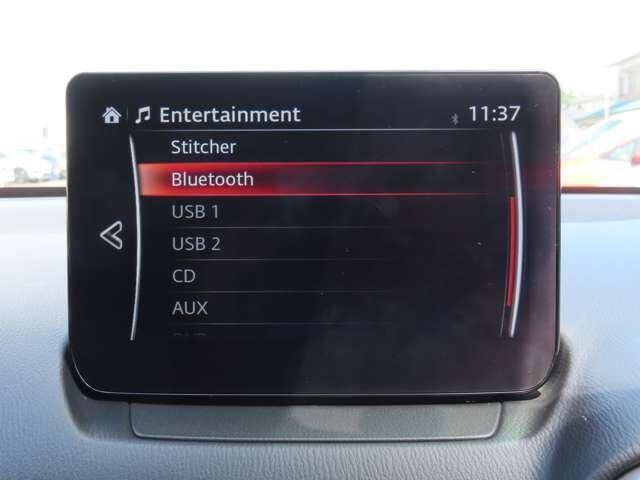 Entertainment 11:37
Stitcher
Bluetooth
USB 1
USB 2
CD
AUX